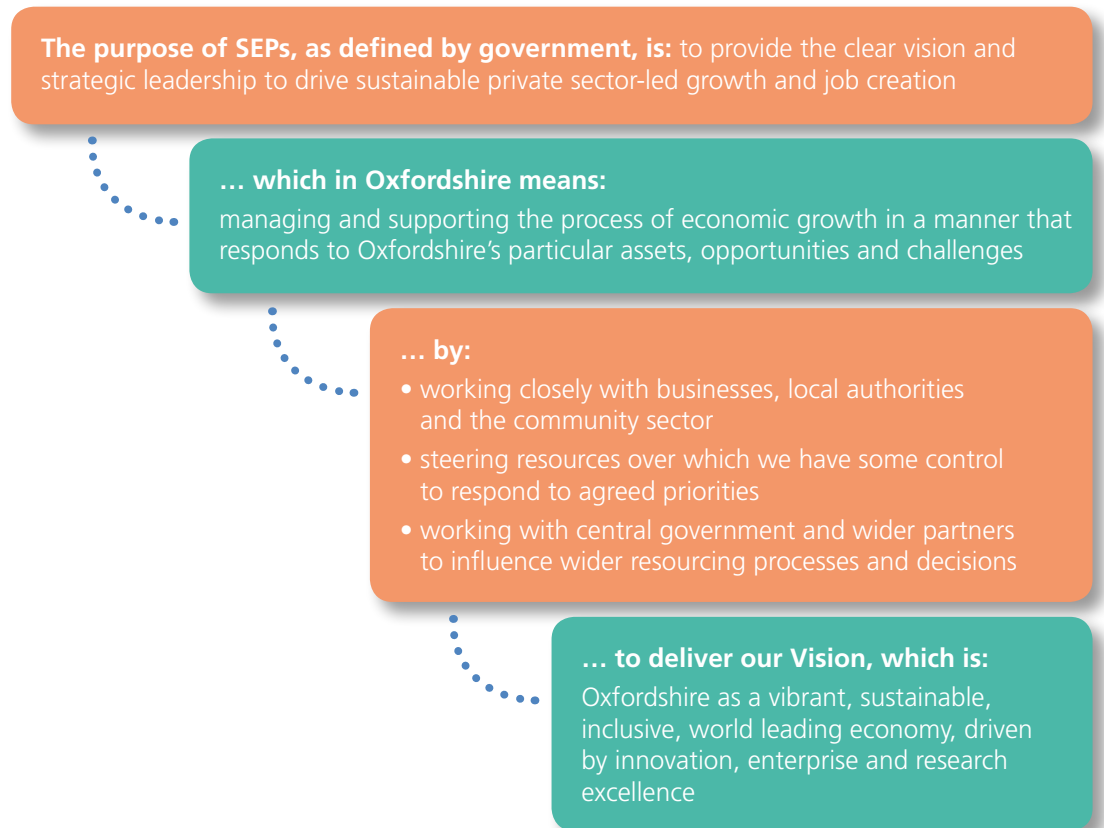 The purpose of SEPs, as defined by government, is: to provide the clear vision and
strategic leadership to drive sustainable private sector-led growth and job creation
... which in Oxfordshire means:
managing and supporting the process of economic growth in a manner that
responds to Oxfordshire's particular assets, opportunities and challenges
... by:
• working closely with businesses, local authorities
and the community sector
• steering resources over which we have some control
to respond to agreed priorities
• working with central government and wider partners
to influence wider resourcing processes and decisions
... to deliver our Vision, which is:
Oxfordshire as a vibrant, sustainable,
inclusive, world leading economy, driven
by innovation, enterprise and research
excellence